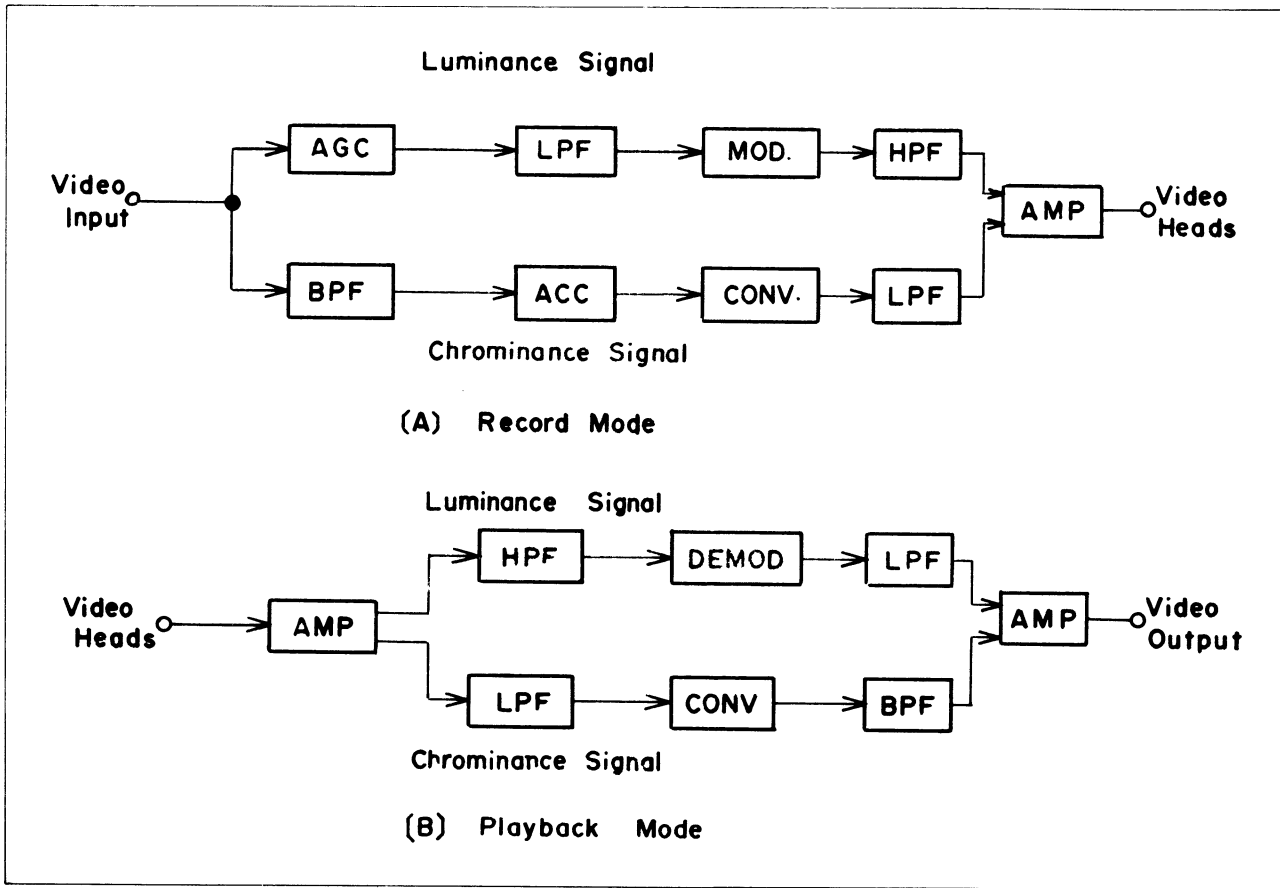 Luminance Signal
AGC
LPF
MOD.
HPF
Video
Input
AMP
Video
Heads
BPF
ACC
CONV.
LPF
Chrominance Signal
(A) Record Mode
Luminance Signal
HPF
DEMOD
LPF
Video
Heads
AMP
AMP
Video
Output
LPF
CONV
BPF
Chrominance Signal
(B) Playback Mode